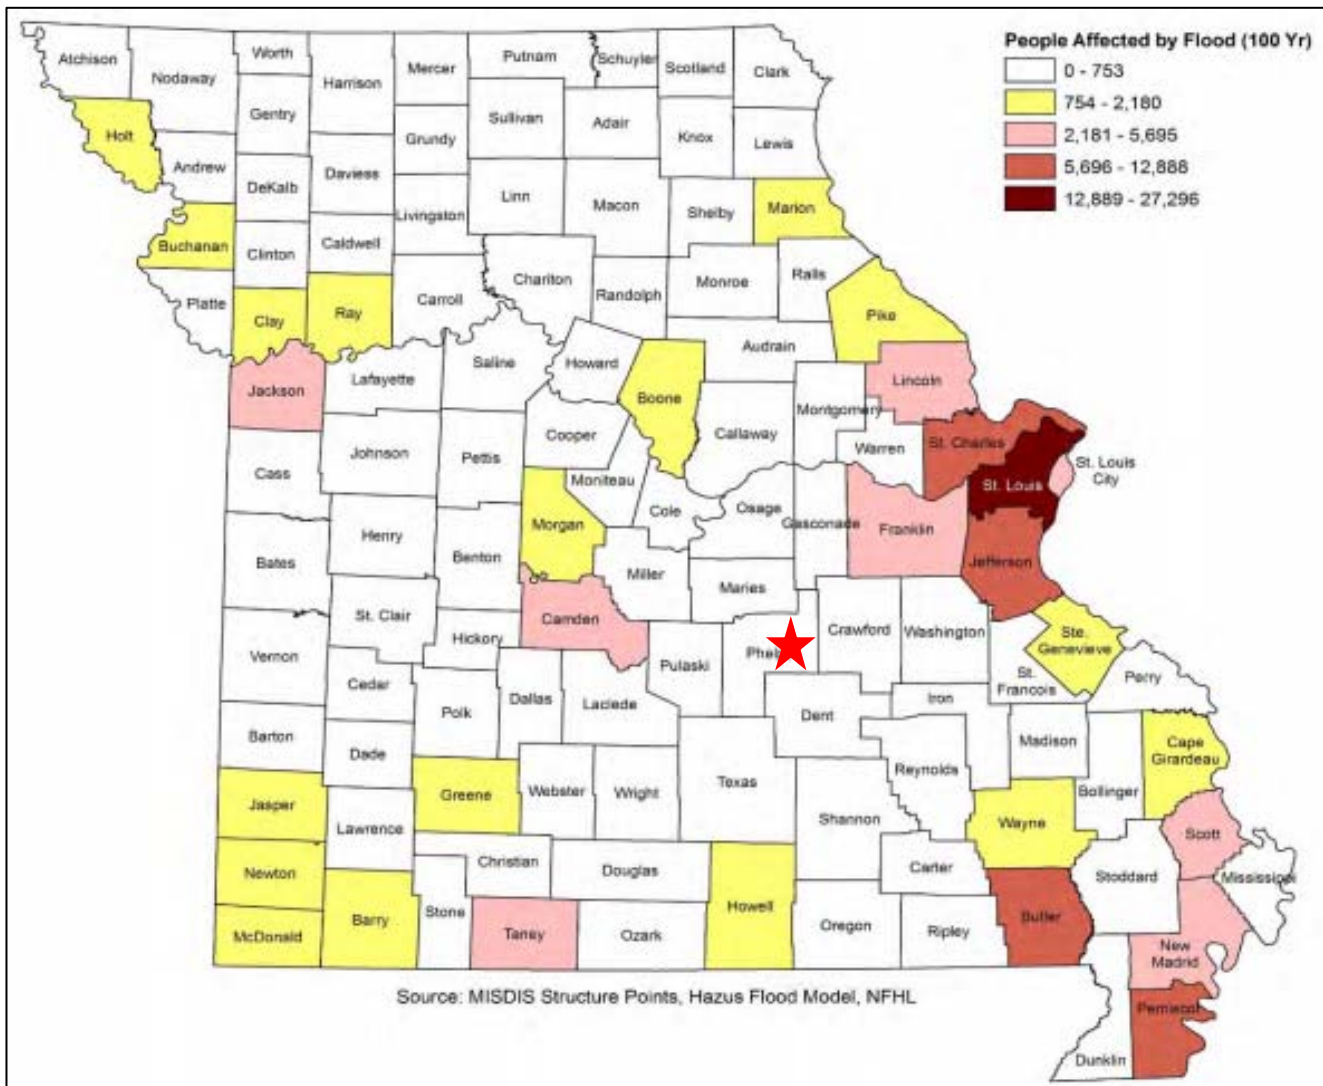 People Affected by Flood (100 Yr)
0 - 753
754 - 2,180
2,181 - 5,695
5,696 - 12,888
12,889 - 27,296
Atchison
Nodaway
Worth
Harrison
Mercer
Putnam
Schuyler
Scotland
Clark
Holt
Gentry
Sullivan
Adair
Knox
Lewis
Andrew
DeKalb
Daviess
Grundy
Livingston
Linn
Macon
Shelby
Marion
Buchanan
Clinton
Caldwell
Platte
Clay
Ray
Carroll
Chariton
Randolph
Monroe
Ralls
Pike
Audrain
Jackson
Lafayette
Saline
Howard
Boone
Callaway
Montgomery
Lincoln
Warren
St. Charles
St. Louis
St. Louis
City
Cass
Johnson
Pettis
Cooper
Moniteau
Cole
Osage
Gasconade
Franklin
Jefferson
Bates
Henry
Benton
Morgan
Miller
Maries
Camden
St. Clair
Hickory
Vernon
Cedar
Polk
Dallas
Laclede
Pulaski
Crawford
Washington
Ste.
Genevieve
St.
Francois
Perry
Dent
Iron
Madison
Barton
Dade
Reynolds
Bollinger
Cape
Girardeau
Jasper
Greene
Webster
Wright
Texas
Shannon
Wayne
Scott
Lawrence
Christian
Douglas
Carter
Stoddard
Mississippi
Newton
Barry
Stone
Taney
Ozark
Howell
Oregon
Ripley
Butler
New
Madrid
McDonald
Pemiscot
Dunklin
Source: MISDIS Structure Points, Hazus Flood Model, NFHL